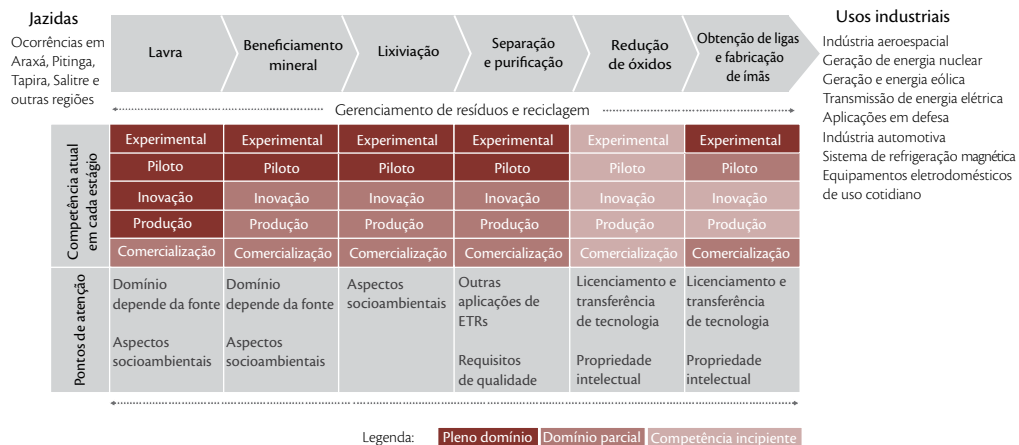 Jazidas
Ocorrências em
Araxá, Pitinga,
Tapira, Salitre e
outras regiões
Lavra
Beneficiamento
mineral
Lixiviação
Separação
e purificação
Redução
de óxidos
Obtenção de ligas
e fabricação
de ímãs
Usos industriais
Indústria aeroespacial
Geração de energia nuclear
Geração e energia eólica
Transmissão de energia elétrica
Aplicações em defesa
Indústria automotiva
Sistema de refrigeração magnética
Equipamentos eletrodomésticos
de uso cotidiano
Gerenciamento de resíduos e reciclagem
Competência atual
em cada estágio
Experimental Experimental Experimental Experimental Experimental Experimental
Piloto Piloto Piloto Piloto Piloto Piloto
Inovação Inovação Inovação Inovação Inovação Inovação
Produção Produção Produção Produção Produção Produção
Comercialização Comercialização Comercialização Comercialização Comercialização Comercialização
Pontos de atenção
Domínio
depende da fonte
Aspectos
socioambientais
Domínio
depende da fonte
Aspectos
socioambientais
Aspectos
socioambientais
Outras
aplicações de
ETRs
Requisitos
de qualidade
Licenciamento e
transferência
de tecnologia
Propriedade
intelectual
Licenciamento e
transferência
de tecnologia
Propriedade
intelectual
Legenda: Pleno domínio Domínio parcial Competência incipiente